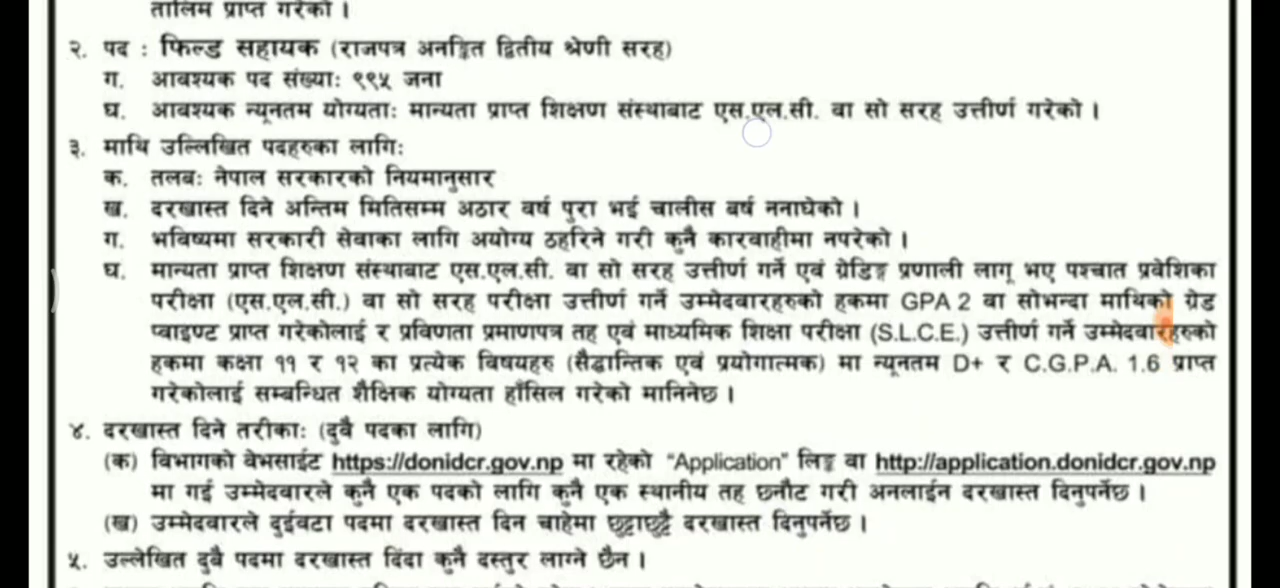 तालिम प्राप्त गरेको ।
२. पद : फिल्ड सहायक (राजपत्र अनङ्कित द्वितीय श्रेणी सरह)
ग. आवश्यक पद संख्याः ९९५ जना
घ. आवश्यक न्यूनतम योग्यताः मान्यता प्राप्त शिक्षण संस्थाबाट एस.एल.सी. वा सो सरह उत्तीर्ण गरेको ।
३. माथि उल्लिखित पदहरुका लागिः
क. तलबः नेपाल सरकारको नियमानुसार
ख. दरखास्त दिने अन्तिम मितिसम्म अठार वर्ष पुरा भई चालीस वर्ष ननाघेको ।
ग. भविष्यमा सरकारी सेवाका लागि अयोग्य ठहरिने गरी कुनै कारवाहीमा नपरेको ।
घ. मान्यता प्राप्त शिक्षण संस्थाबाट एस.एल.सी. वा सो सरह उत्तीर्ण गर्ने एवं ग्रेडिङ्ग प्रणाली लागू भए पश्चात प्रवेशिका
परीक्षा (एस.एल.सी.) वा सो सरह परीक्षा उत्तीर्ण गर्ने उम्मेदवारहरुको हकमा GPA 2 वा सोभन्दा माथिको ग्रेड
प्वाइण्ट प्राप्त गरेकोलाई र प्रविणता प्रमाणपत्र तह एवं माध्यमिक शिक्षा परीक्षा (S.L.C.E.) उत्तीर्ण गर्ने उम्मेदवारहरुको
हकमा कक्षा ११ र १२ का प्रत्येक विषयहरु (सैद्धान्तिक एवं प्रयोगात्मक) मा न्यूनतम D+ र C.G.P.A. 1.6 प्राप्त
गरेकोलाई सम्बन्धित शैक्षिक योग्यता हाँसिल गरेको मानिनेछ ।
४. दरखास्त दिने तरीकाः (दुवै पदका लागि)
(क) विभागको वेभसाईट https://donidcr.gov.np मा रहेको “Application” लिङ्क वा http://application.donidcr.gov.np
मा गई उम्मेदवारले कुनै एक पदको लागि कुनै एक स्थानीय तह छनौट गरी अनलाईन दरखास्त दिनुपर्नेछ ।
(ख) उम्मेदवारले दुईवटा पदमा दरखास्त दिन चाहेमा छुट्टाछुट्टै दरखास्त दिनुपर्नेछ ।
५. उल्लेखित दुबै पदमा दरखास्त दिंदा कुनै दस्तुर लाग्ने छैन ।